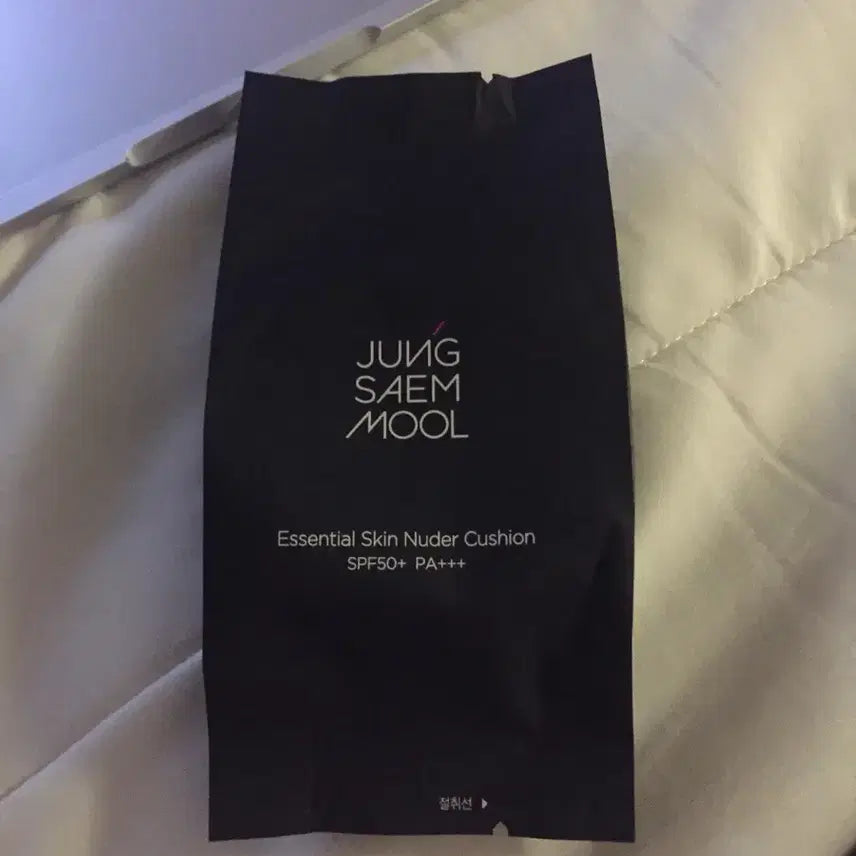 JUNG
SAEM
MOOL
Essential Skin Nuder Cushion
SPF50+ PA+++
절취선